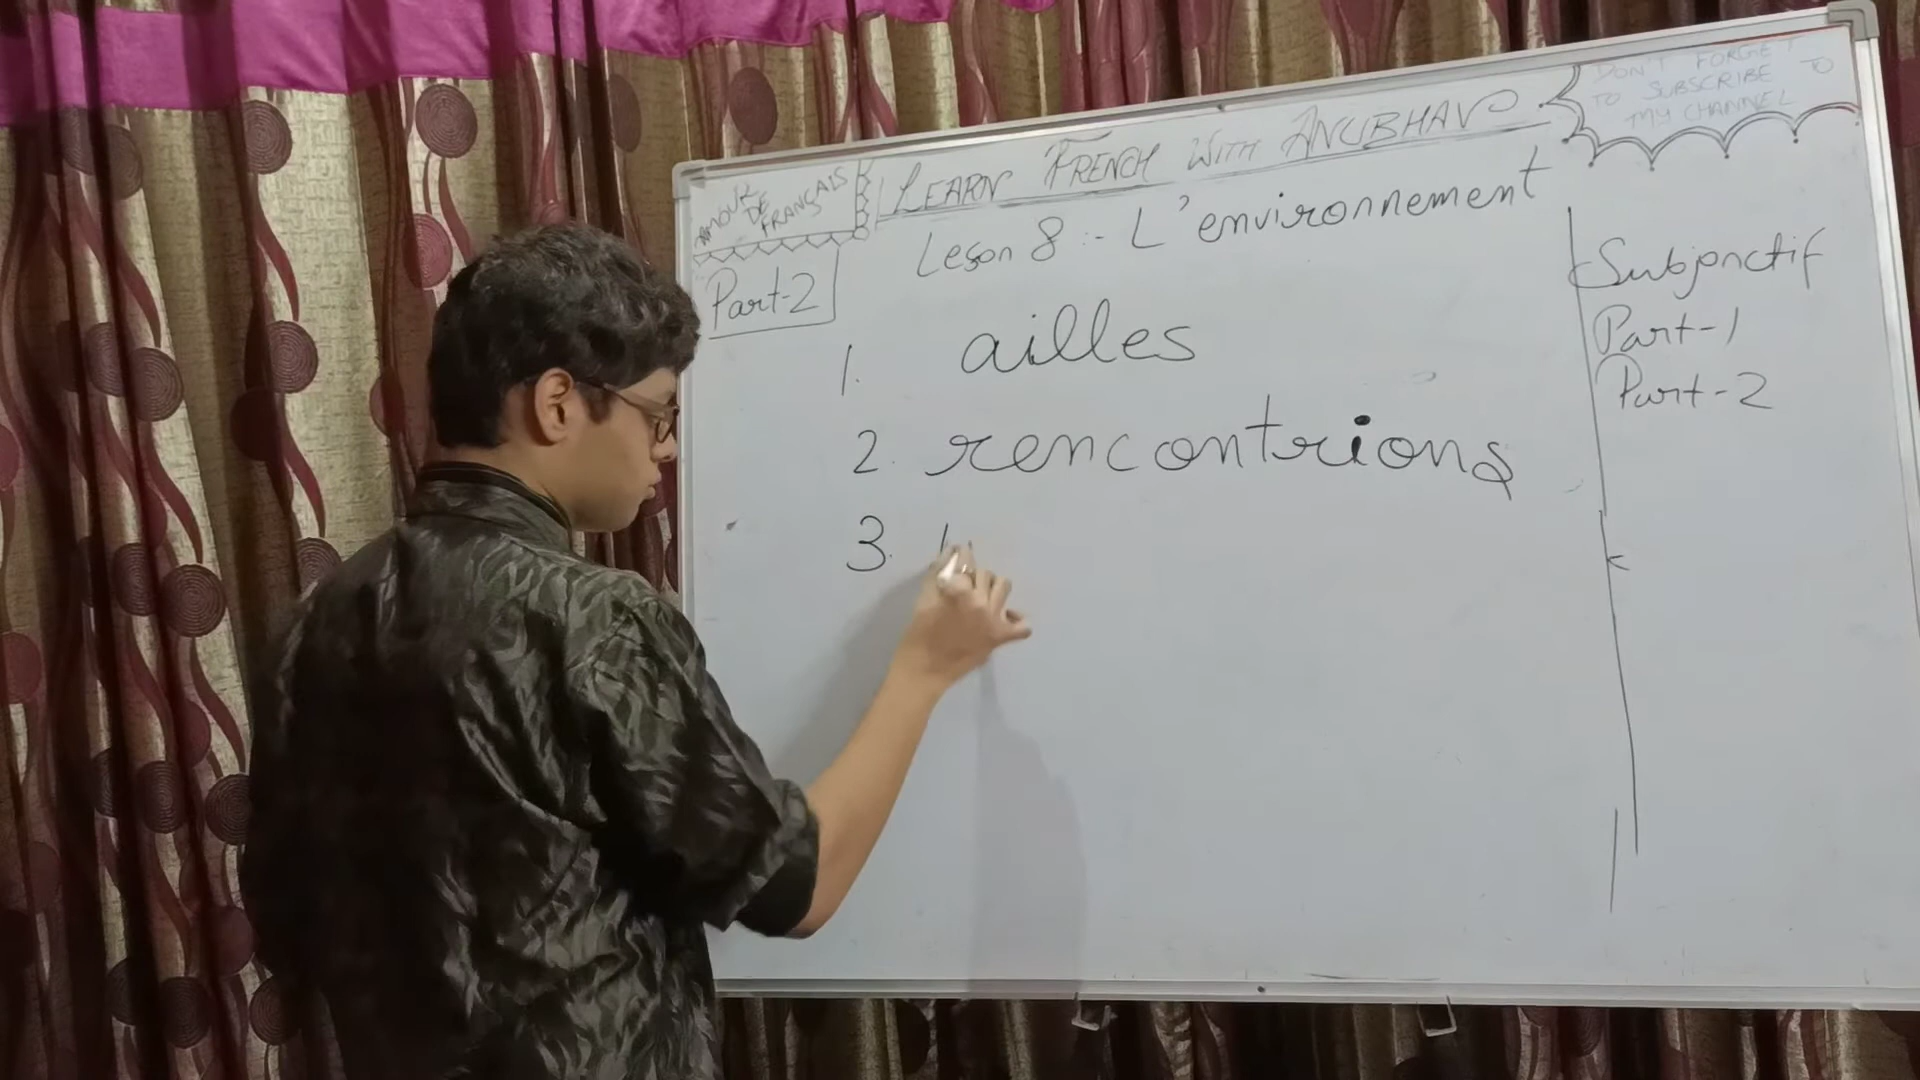 AMOUR
DE
FRANÇAIS
LEARN FRENCH WITH ANUBHAV
DON'T FORGET
TO SUBSCRIBE TO
MY CHANNEL
Part-2
Leson 8:- L'environnement
1. ailles
2. rencontrions
3.
Subjonctif
Part-1
Part-2